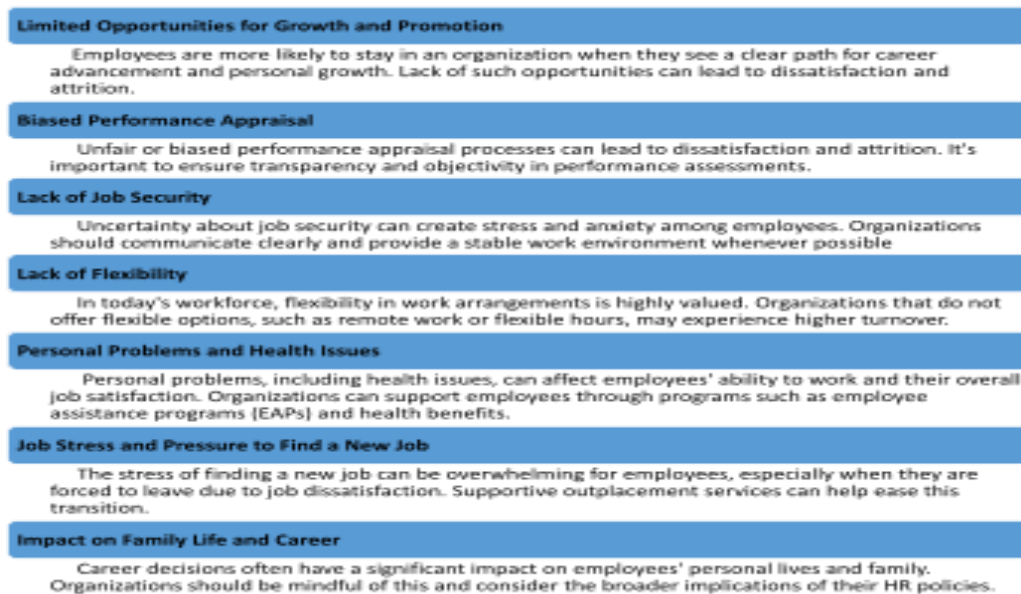 Limited Opportunities for Growth and Promotion
Employees are more likely to stay in an organization when they see a clear path for career
advancement and personal growth. Lack of such opportunities can lead to dissatisfaction and
attrition.
Biased Performance Appraisal
Unfair or biased performance appraisal processes can lead to dissatisfaction and attrition. It's
important to ensure transparency and objectivity in performance assessments.
Lack of Job Security
Uncertainty about job security can create stress and anxiety among employees. Organizations
should communicate clearly and provide a stable work environment whenever possible
Lack of Flexibility
In today's workforce, flexibility in work arrangements is highly valued. Organizations that do not
offer flexible options, such as remote work or flexible hours, may experience higher turnover.
Personal Problems and Health Issues
Personal problems, including health issues, can affect employees' ability to work and their overall
job satisfaction. Organizations can support employees through programs such as employee
assistance programs (EAPs) and health benefits.
Job Stress and Pressure to Find a New Job
The stress of finding a new job can be overwhelming for employees, especially when they are
forced to leave due to job dissatisfaction. Supportive outplacement services can help ease this
transition.
Impact on Family Life and Career
Career decisions often have a significant impact on employees' personal lives and family.
Organizations should be mindful of this and consider the broader implications of their HR policies.